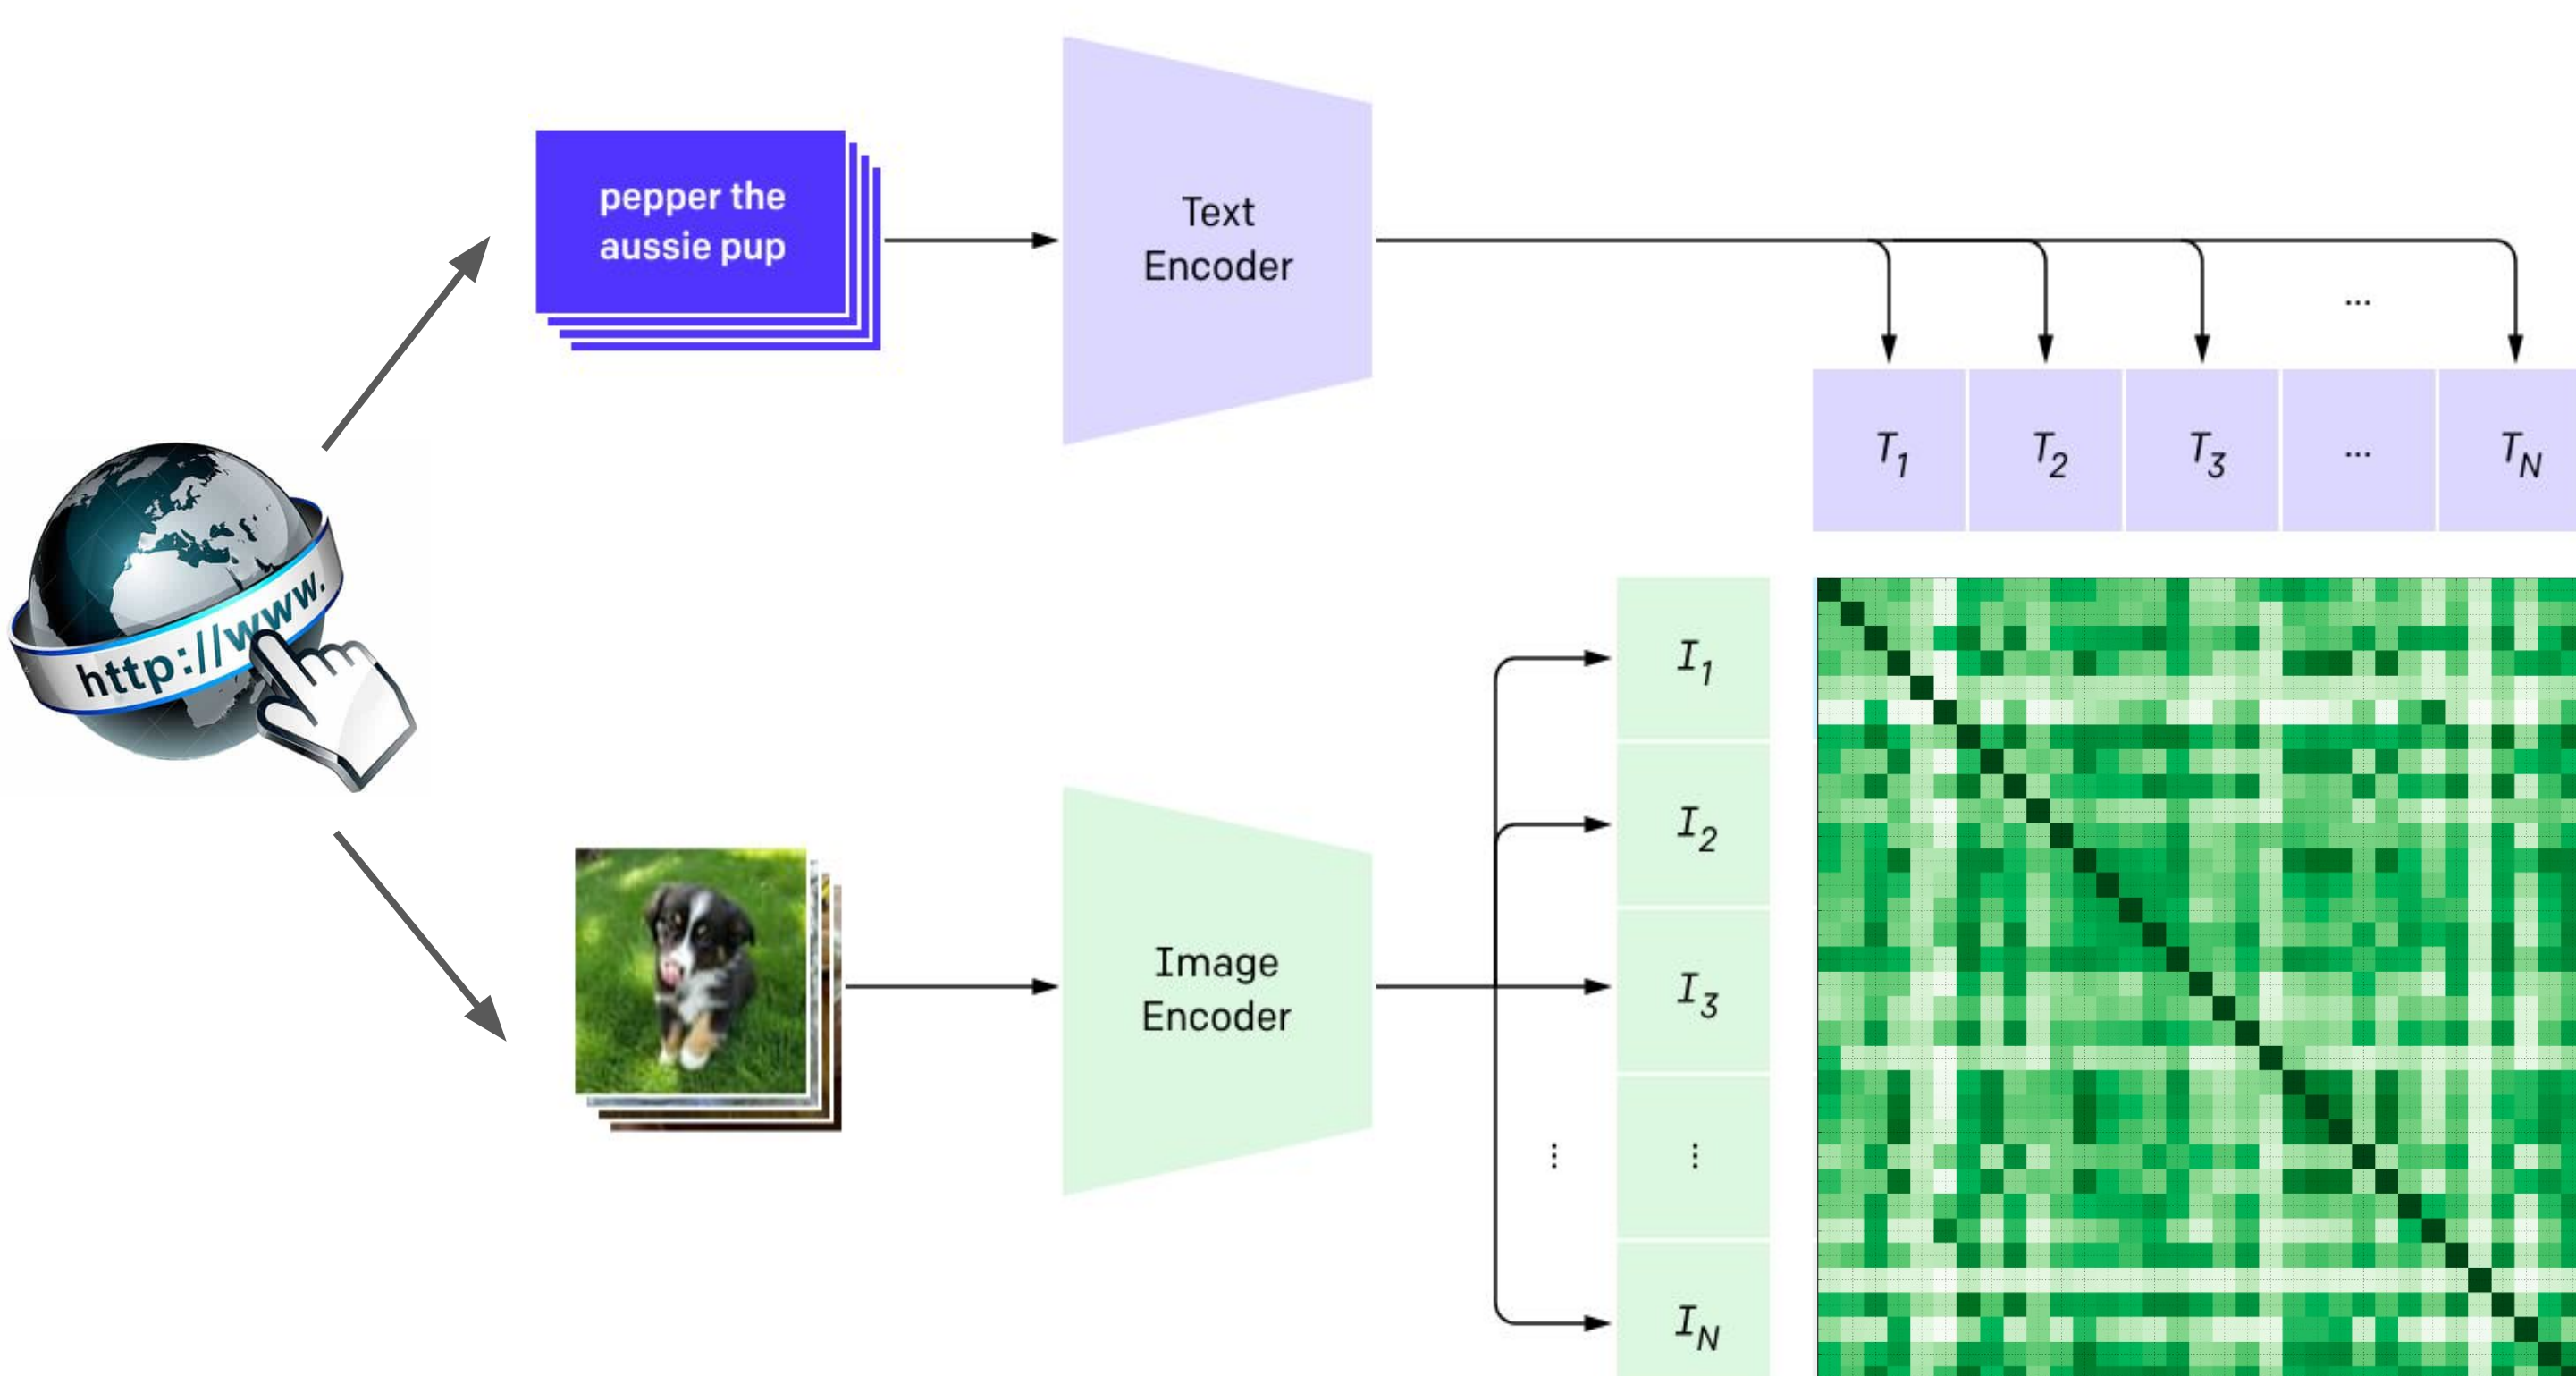 pepper the
aussie pup
Text
Encoder
...
T1 T2 T3 ... TN
http://www.
I1
I2
Image
Encoder
I3
⋮ ⋮
IN